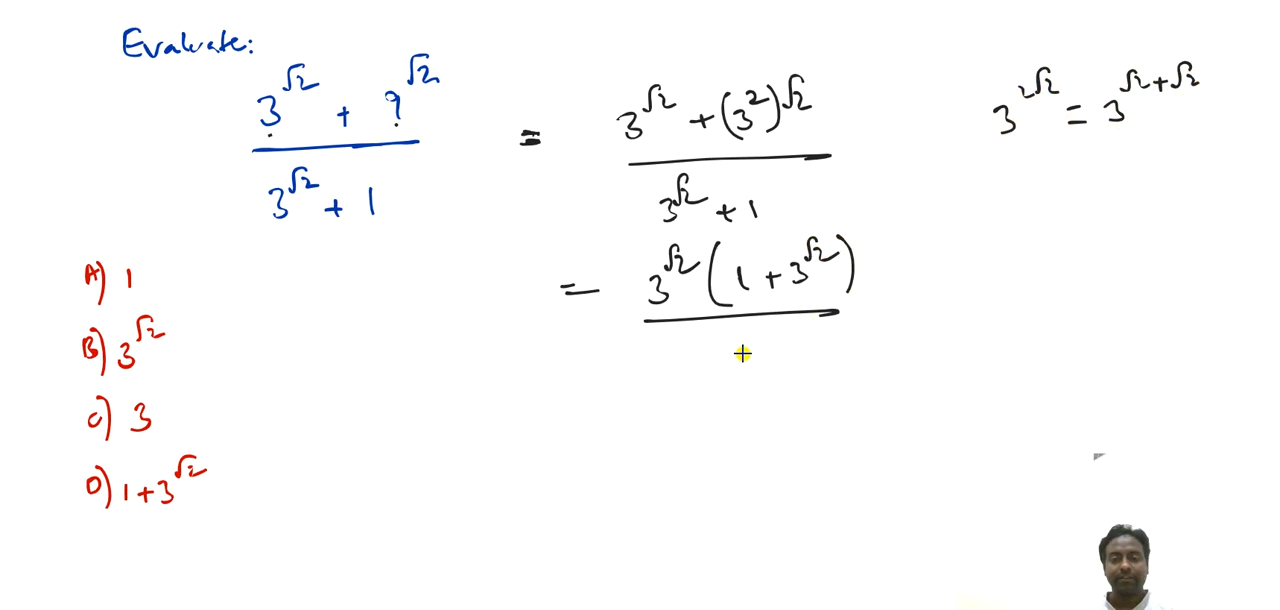 Evaluate:
3^√2 + 9^√2 / 3^√2 + 1
= 3^√2 + (3^2)^√2 / 3^√2 + 1
3^2√2 = 3^√2+√2
= 3^√2 (1 + 3^√2)
A) 1
B) 3^√2
C) 3
D) 1 + 3^√2